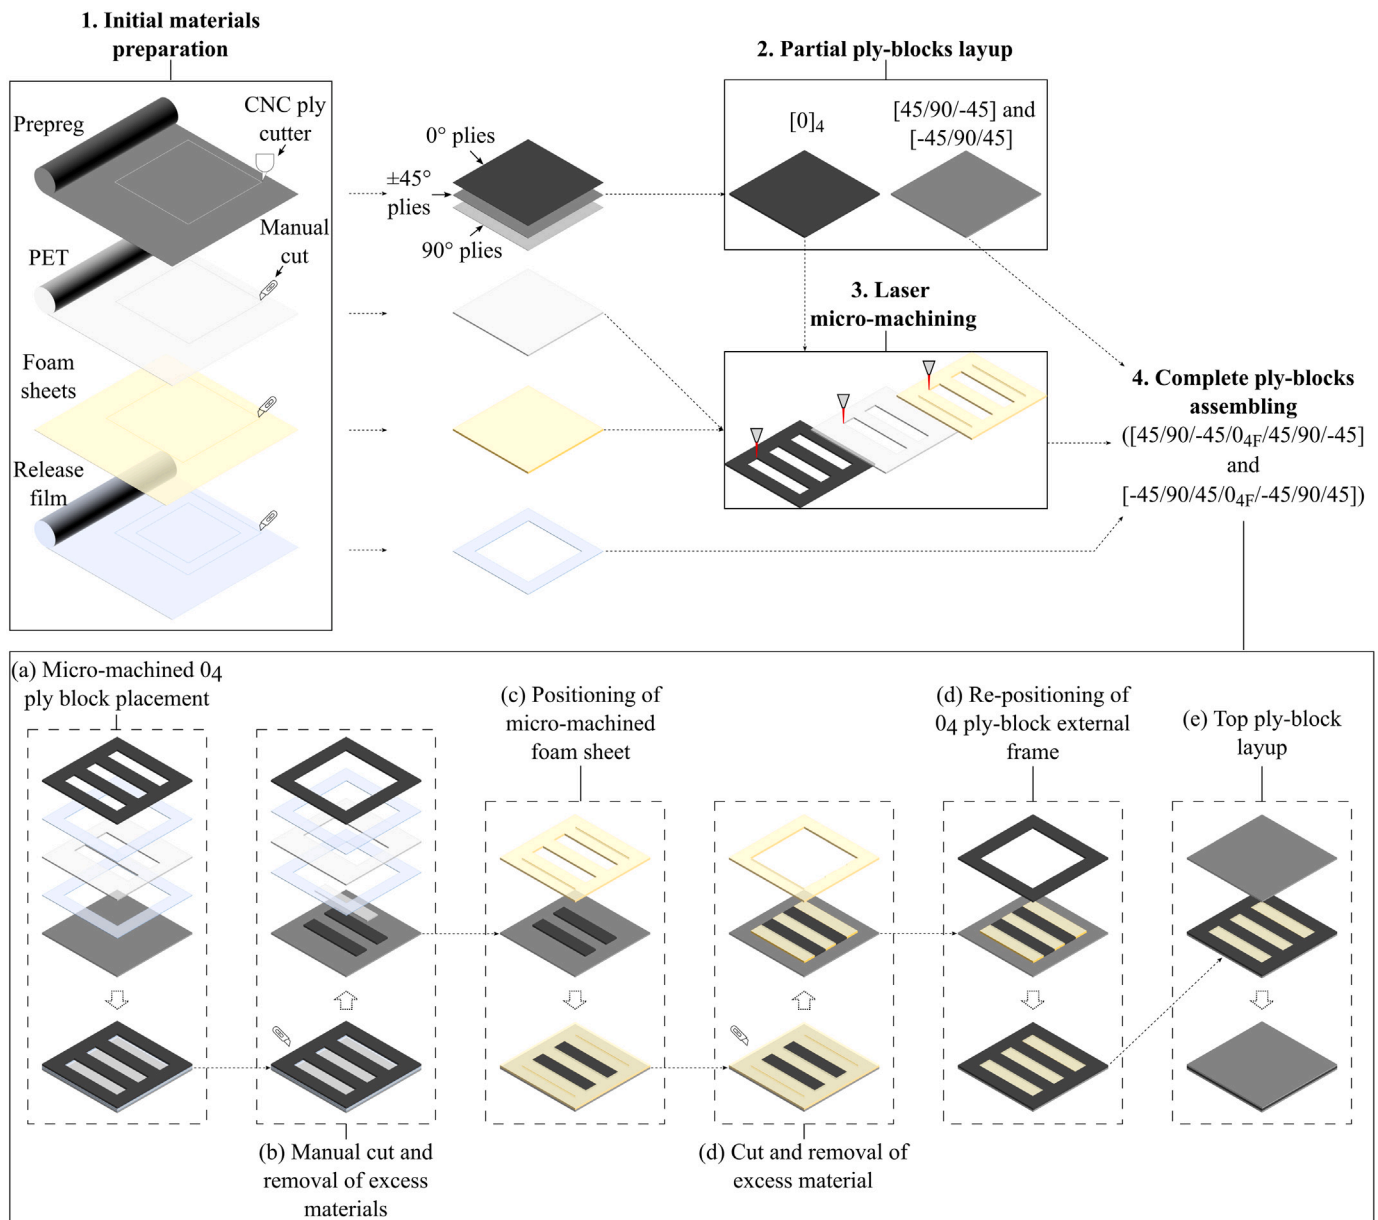 1. Initial materials
preparation
2. Partial ply-blocks layup
Prepreg
CNC ply
cutter
0° plies
±45°
plies
90° plies
[0]4
[45/90/-45] and
[-45/90/45]
PET
Manual
cut
3. Laser
micro-machining
Foam
sheets
Release
film
4. Complete ply-blocks
assembling
([45/90/-45/04F/45/90/-45]
and
[-45/90/45/04F/-45/90/45])
(a) Micro-machined 04
ply block placement
(b) Manual cut and
removal of excess
materials
(c) Positioning of
micro-machined
foam sheet
(d) Cut and removal of
excess material
(d) Re-positioning of
04 ply-block external
frame
(e) Top ply-block
layup